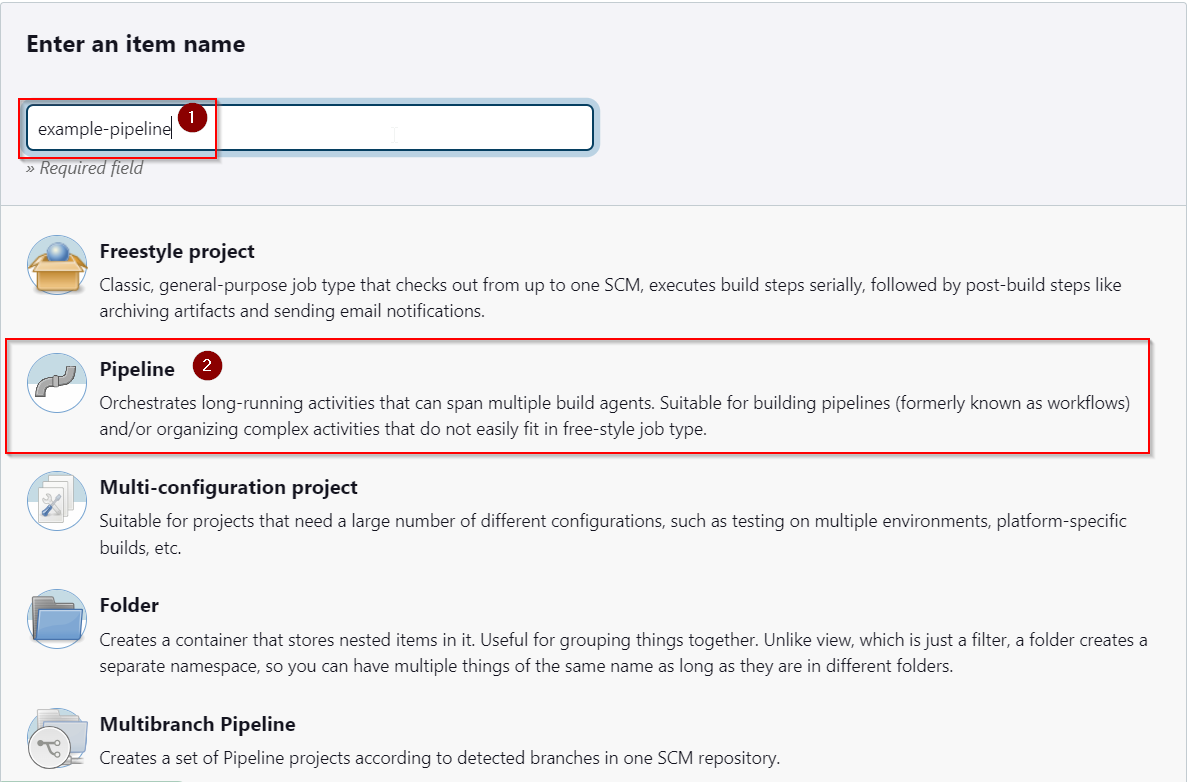 Enter an item name
example-pipeline
1
» Required field
Freestyle project
Classic, general-purpose job type that checks out from up to one SCM, executes build steps serially, followed by post-build steps like
archiving artifacts and sending email notifications.
Pipeline
2
Orchestrates long-running activities that can span multiple build agents. Suitable for building pipelines (formerly known as workflows)
and/or organizing complex activities that do not easily fit in free-style job type.
Multi-configuration project
Suitable for projects that need a large number of different configurations, such as testing on multiple environments, platform-specific
builds, etc.
Folder
Creates a container that stores nested items in it. Useful for grouping things together. Unlike view, which is just a filter, a folder creates a
separate namespace, so you can have multiple things of the same name as long as they are in different folders.
Multibranch Pipeline
Creates a set of Pipeline projects according to detected branches in one SCM repository.